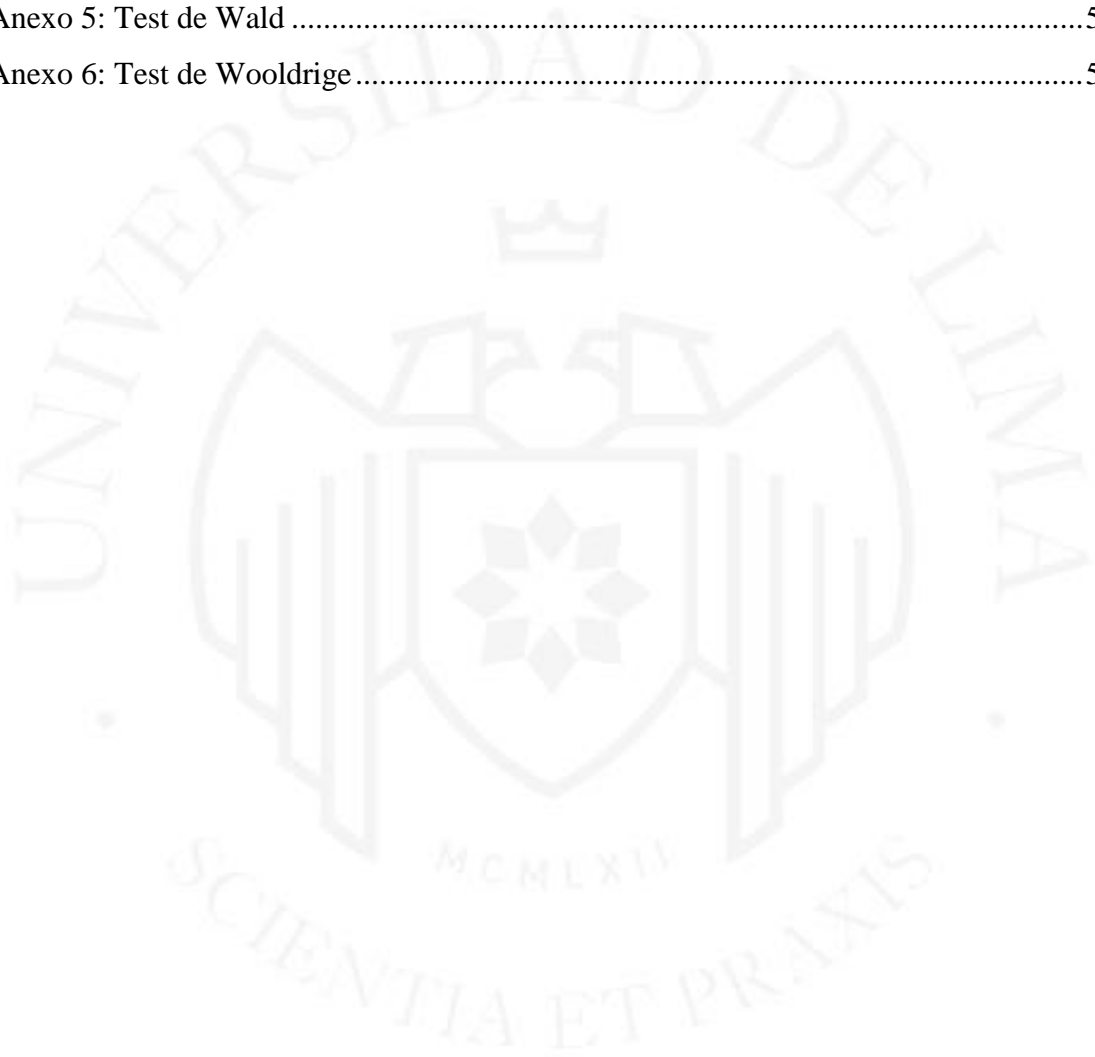 Anexo 5: Test de Wald ........................................................................................................ 5
Anexo 6: Test de Wooldrige ............................................................................................... 5
UNIVERSIDAD DE LIMA
MCMLXII
SCIENTIA ET PRAXIS